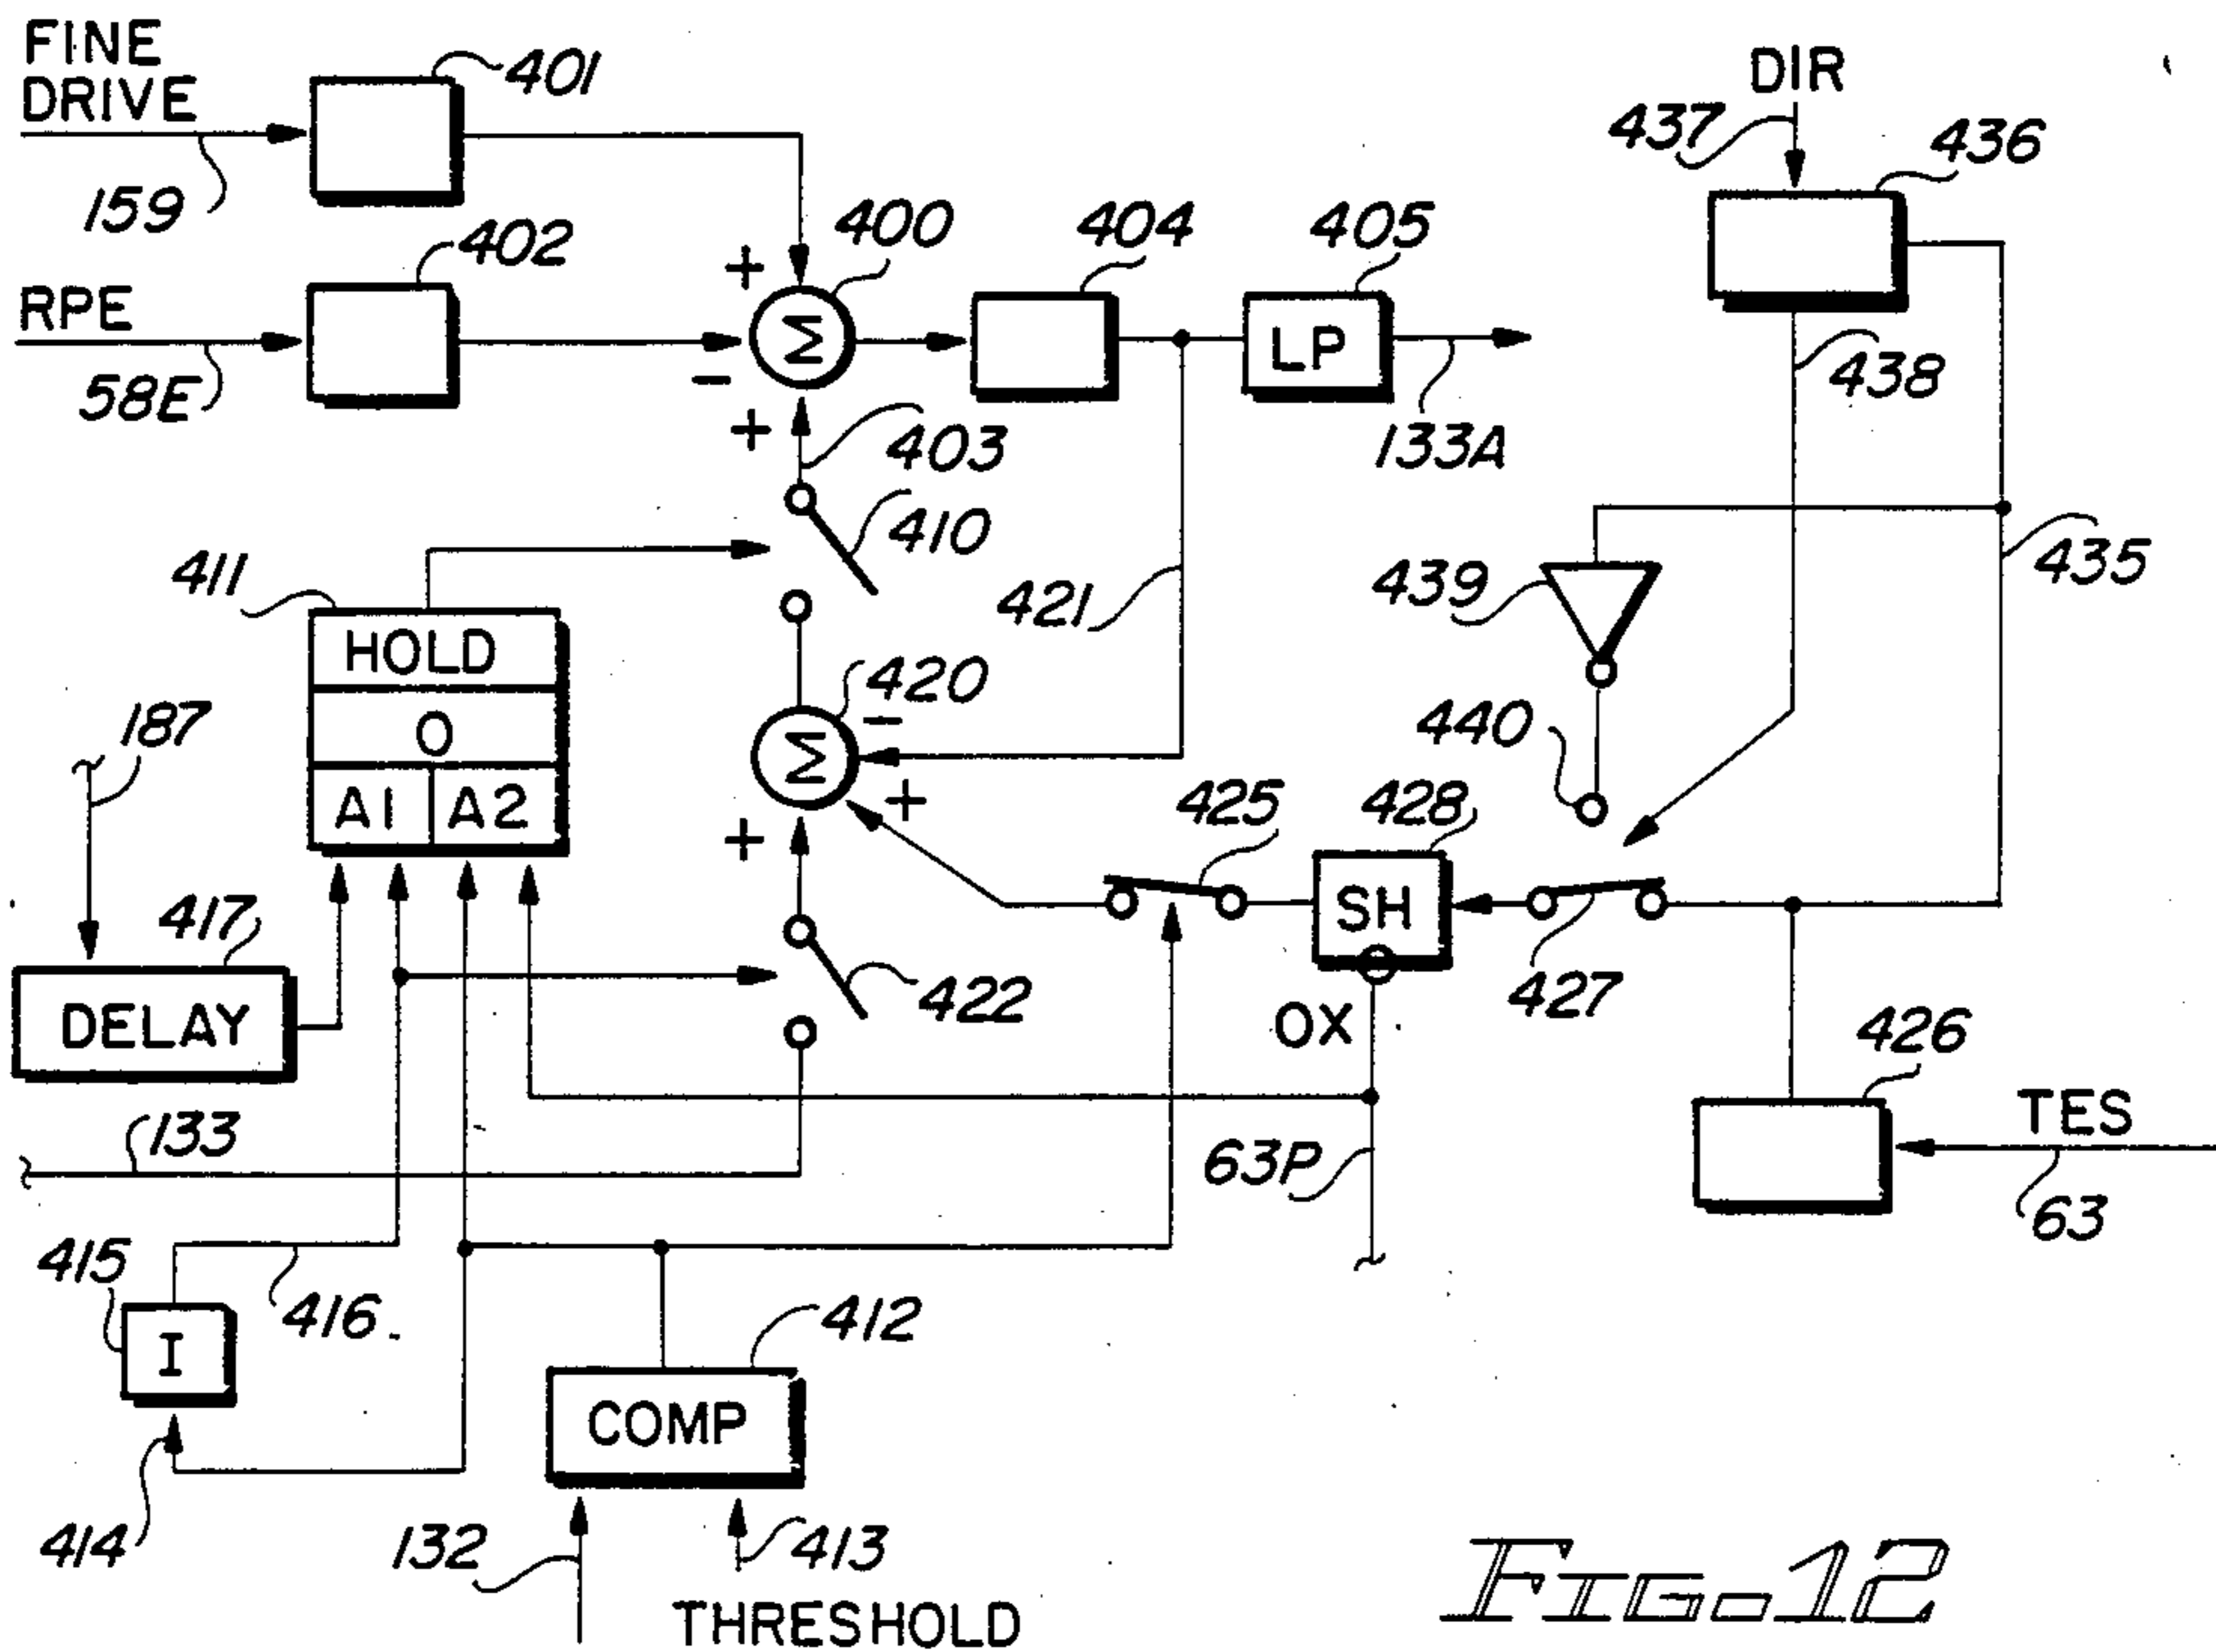 FINE
DRIVE
401
159
402
RPE
58E
400
404
405
Σ
LP
+
-
+
403
133A
DIR
437
436
438
410
411
HOLD
0
A1
A2
421
439
435
187
420
Σ
-
+
+
440
425
428
SH
427
417
DELAY
422
OX
426
TES
63
133
63P
415
I
416
412
COMP
414
132
413
THRESHOLD
FIG. 12